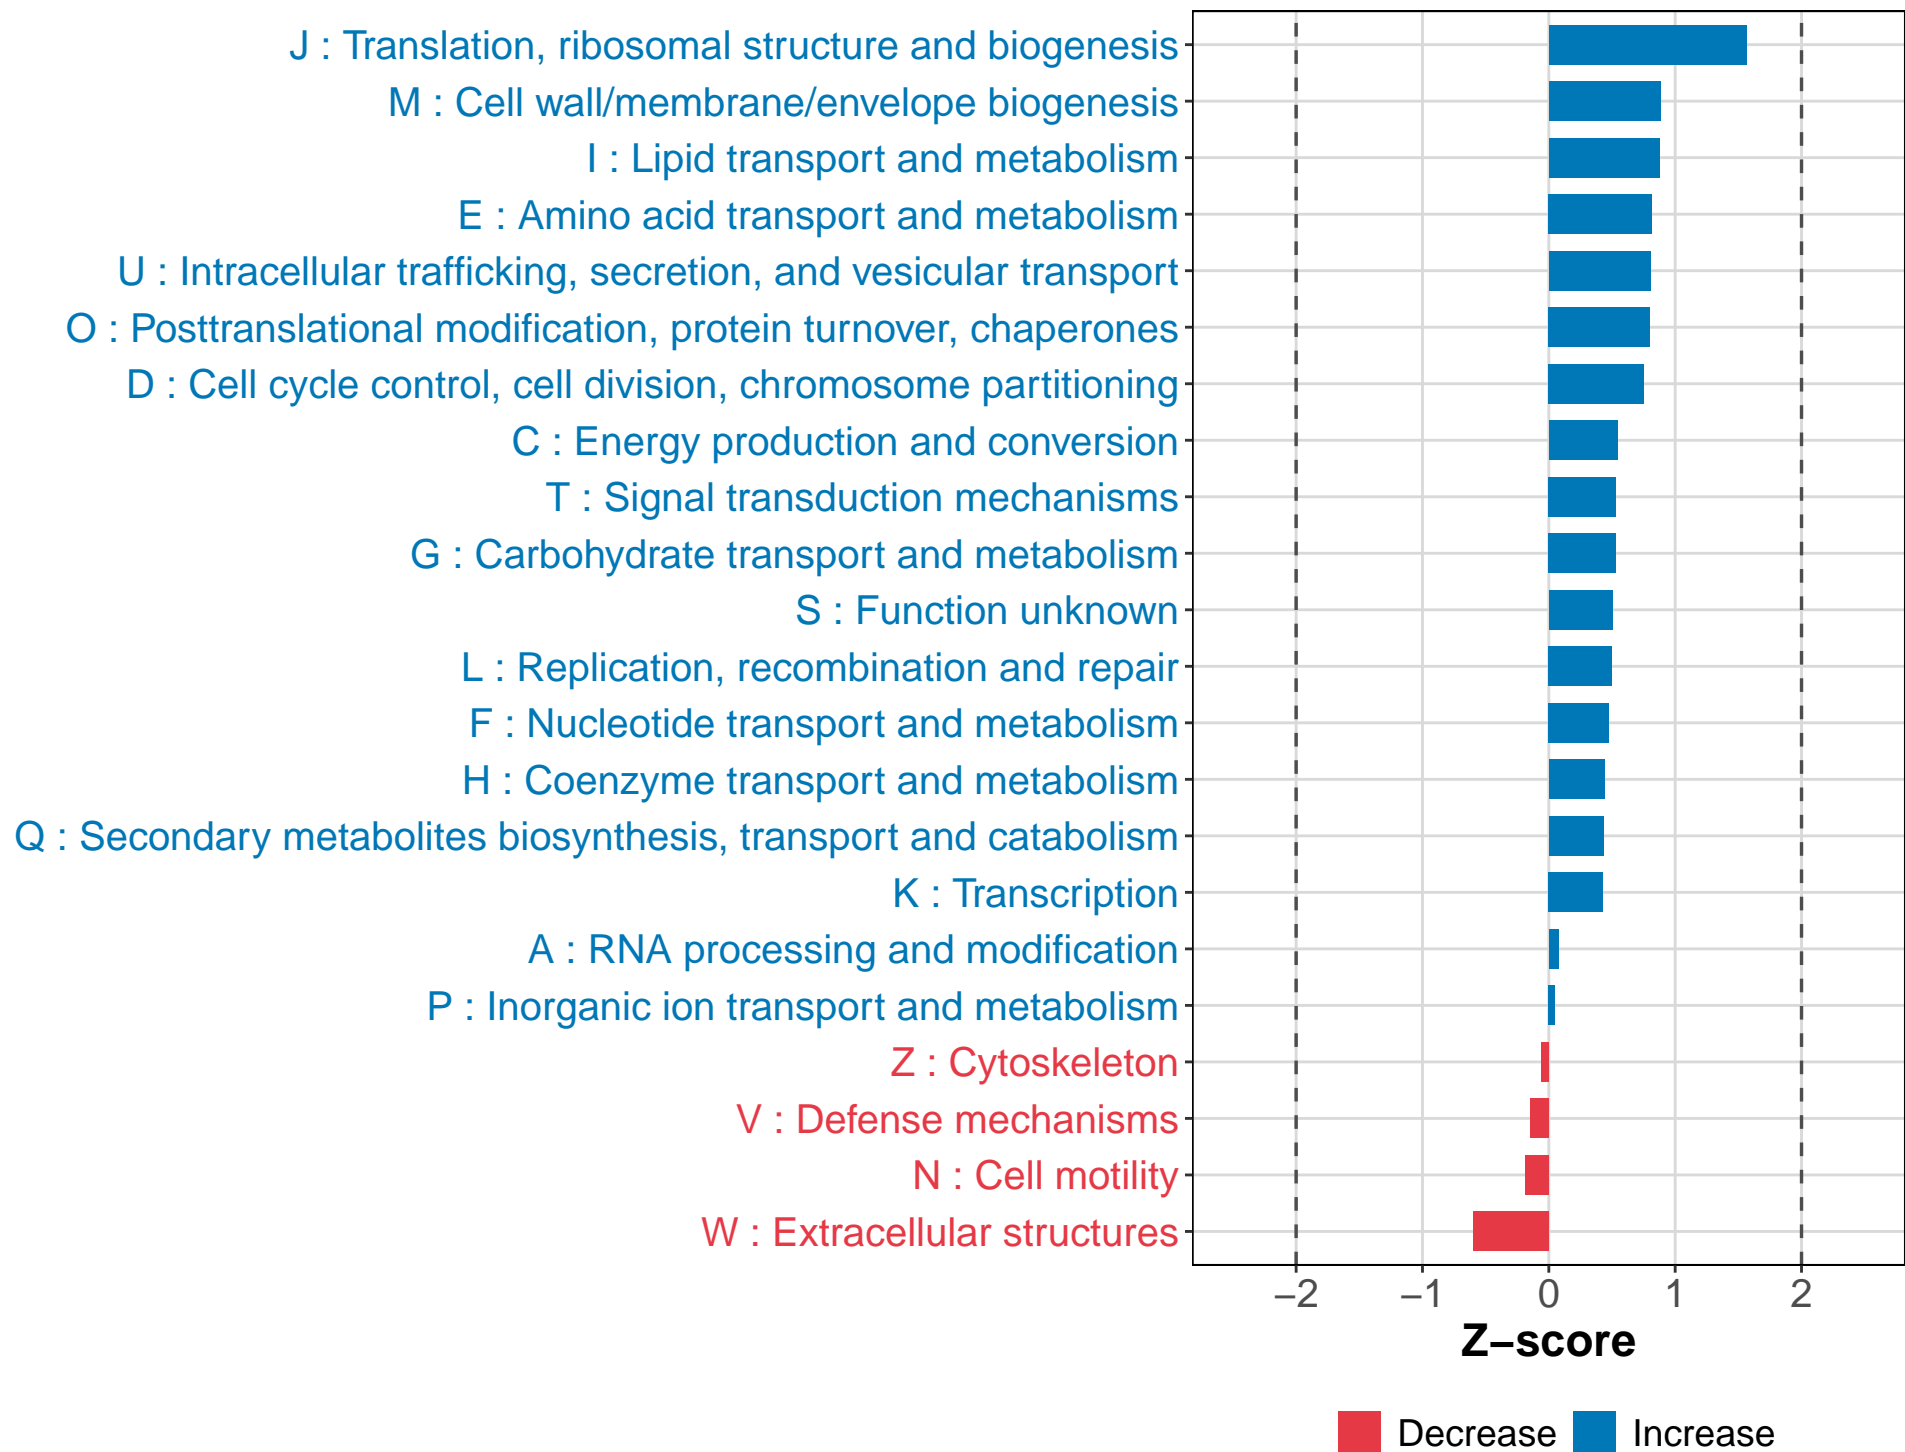 J : Translation, ribosomal structure and biogenesis
M : Cell wall/membrane/envelope biogenesis
I : Lipid transport and metabolism
E : Amino acid transport and metabolism
U : Intracellular trafficking, secretion, and vesicular transport
O : Posttranslational modification, protein turnover, chaperones
D : Cell cycle control, cell division, chromosome partitioning
C : Energy production and conversion
T : Signal transduction mechanisms
G : Carbohydrate transport and metabolism
S : Function unknown
L : Replication, recombination and repair
F : Nucleotide transport and metabolism
H : Coenzyme transport and metabolism
Q : Secondary metabolites biosynthesis, transport and catabolism
K : Transcription
A : RNA processing and modification
P : Inorganic ion transport and metabolism
Z : Cytoskeleton
V : Defense mechanisms
N : Cell motility
W : Extracellular structures
−2 −1 0 1 2
Z−score
Decrease Increase